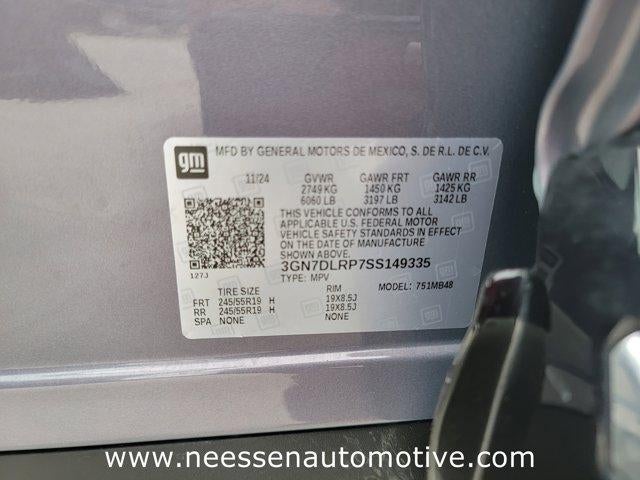 gm MFD BY GENERAL MOTORS DE MEXICO, S. DE R.L. DE C.V.
11/24 GVWR GAWR FRT GAWR RR
2749 KG 1450 KG 1425 KG
6060 LB 3197 LB 3142 LB
THIS VEHICLE CONFORMS TO ALL
APPLICABLE U.S. FEDERAL MOTOR
VEHICLE SAFETY STANDARDS IN EFFECT
ON THE DATE OF MANUFACTURE
SHOWN ABOVE.
3GN7DLRP7SS149335
127J TYPE: MPV MODEL: 751MB48
TIRE SIZE RIM
FRT 245/55R19 H 19X8.5J
RR 245/55R19 H 19X8.5J
SPA NONE NONE
www.neessenautomotive.com